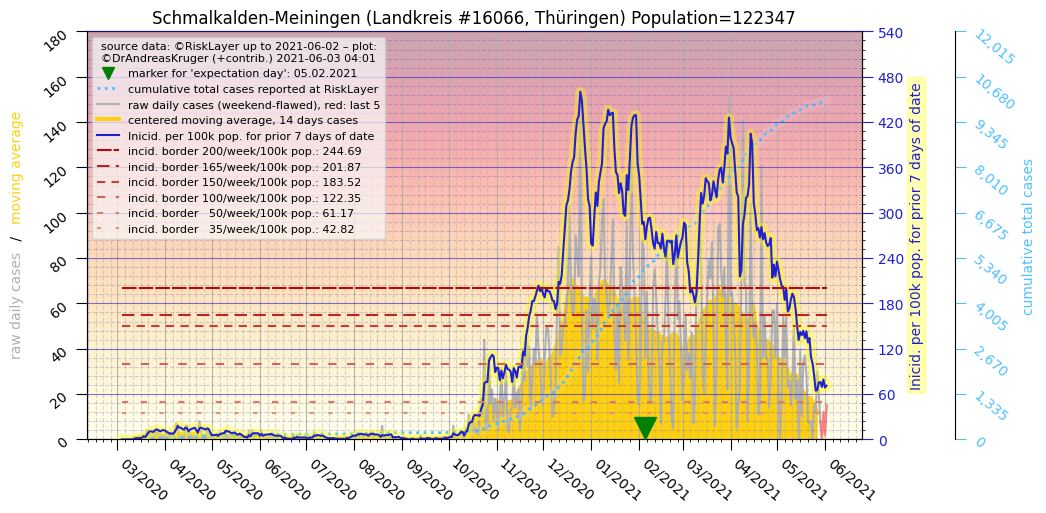 Schmalkalden-Meiningen (Landkreis #16066, Thüringen) Population=122347
source data: ©RiskLayer up to 2021-06-02 – plot:
©DrAndreasKruger (+contrib.) 2021-06-03 04:01
marker for 'expectation day': 05.02.2021
cumulative total cases reported at RiskLayer
raw daily cases (weekend-flawed), red: last 5
centered moving average, 14 days cases
Inicid. per 100k pop. for prior 7 days of date
incid. border 200/week/100k pop.: 244.69
incid. border 165/week/100k pop.: 201.87
incid. border 150/week/100k pop.: 183.52
incid. border 100/week/100k pop.: 122.35
incid. border   50/week/100k pop.: 61.17
incid. border   35/week/100k pop.: 42.82
raw daily cases / moving average
180
160
140
120
100
80
60
40
20
0
03/2020
04/2020
05/2020
06/2020
07/2020
08/2020
09/2020
10/2020
11/2020
12/2020
01/2021
02/2021
03/2021
04/2021
05/2021
06/2021
540
480
420
360
300
240
180
120
60
0
Inicid. per 100k pop. for prior 7 days of date
12,015
10,680
9,345
8,010
6,675
5,340
4,005
2,670
1,335
0
cumulative total cases